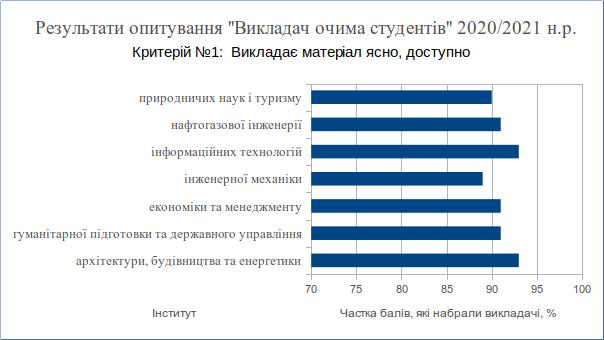 Результати опитування "Викладач очима студентів" 2020/2021 н.р.
Критерій №1: Викладає матеріал ясно, доступно
природничих наук і туризму
нафтогазової інженерії
інформаційних технологій
інженерної механіки
економіки та менеджменту
гуманітарної підготовки та державного управління
архітектури, будівництва та енергетики
70 75 80 85 90 95 100
Інститут
Частка балів, які набрали викладачі, %